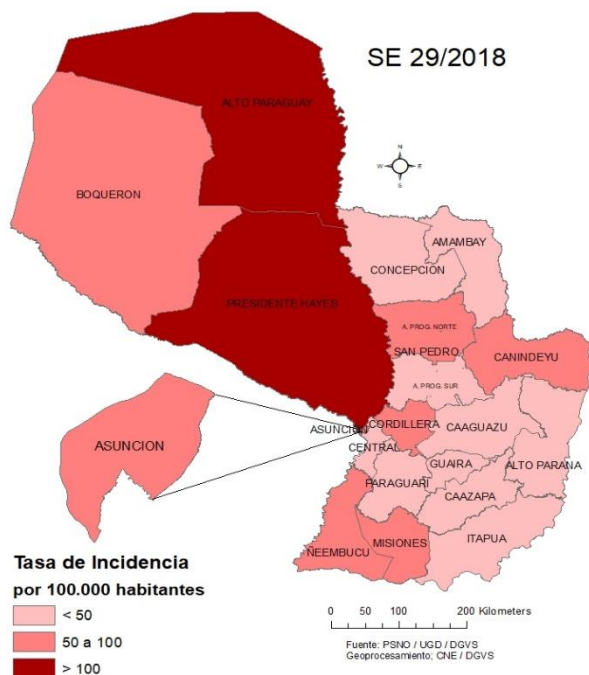 SE 29/2018
ALTO PARAGUAY
N
W
E
S
BOQUERON
AMAMBAY
CONCEPCION
PRESIDENTE HAYES
A. PROG. NORTE
SAN PEDRO
CANINDEYU
A. PROG. SUR
ASUNCION
ASUNCION
CORDILLERA
CAAGUAZU
CENTRAL
GUAIRA
ALTO PARANA
PARAGUARI
CAAZAPA
ÑEEMBUCU
MISIONES
ITAPUA
Tasa de Incidencia
por 100.000 habitantes
< 50
50 a 100
> 100
0 50 100 200 Kilometers
Fuente: PSNO / UGD / DGVS
Geoprocesamiento; CNE / DGVS